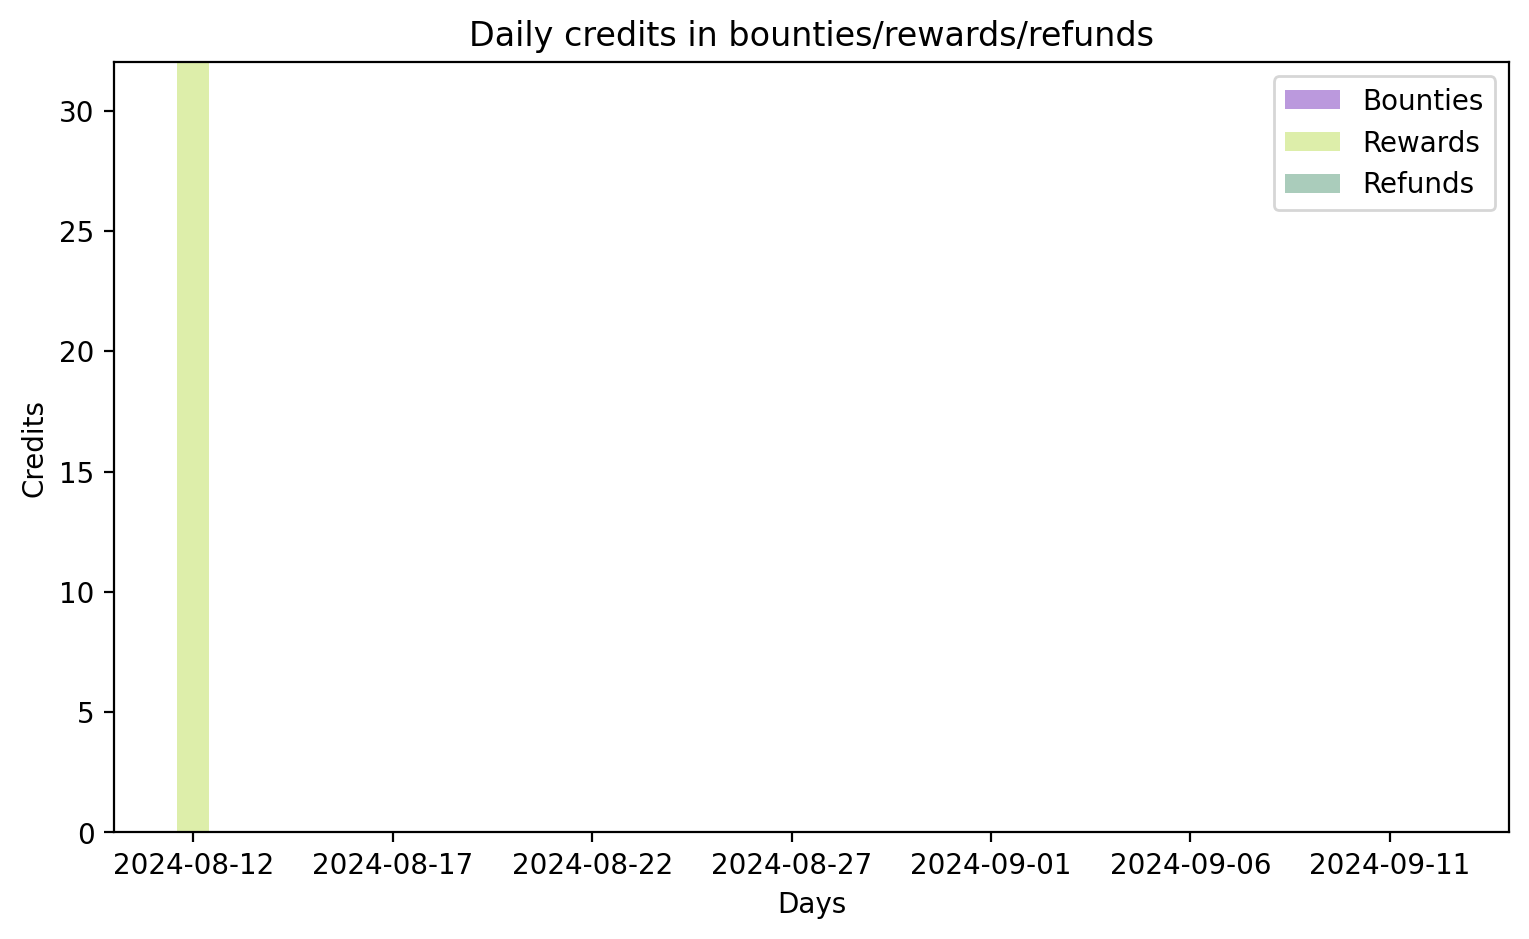 Daily credits in bounties/rewards/refunds
Bounties
Rewards
Refunds
Credits
30
25
20
15
10
5
0
2024-08-12 2024-08-17 2024-08-22 2024-08-27 2024-09-01 2024-09-06 2024-09-11
Days